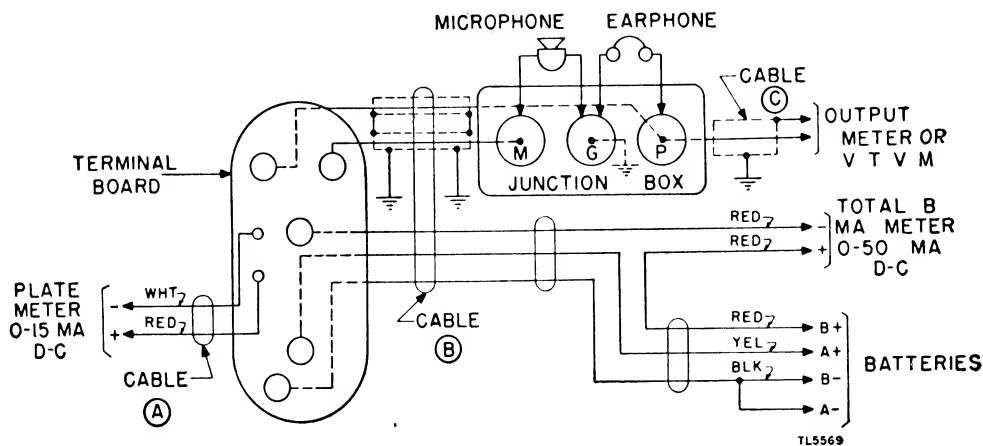 MICROPHONE
EARPHONE
CABLE
C
OUTPUT
METER OR
V T V M
TERMINAL
BOARD
M
G
P
JUNCTION BOX
RED
-
TOTAL B
MA METER
0-50 MA
D-C
RED
+
PLATE
METER
0-15 MA
D-C
-
WHT
+
RED
CABLE
A
CABLE
B
RED
B+
YEL
A+
BLK
B-
A-
BATTERIES
TL5569